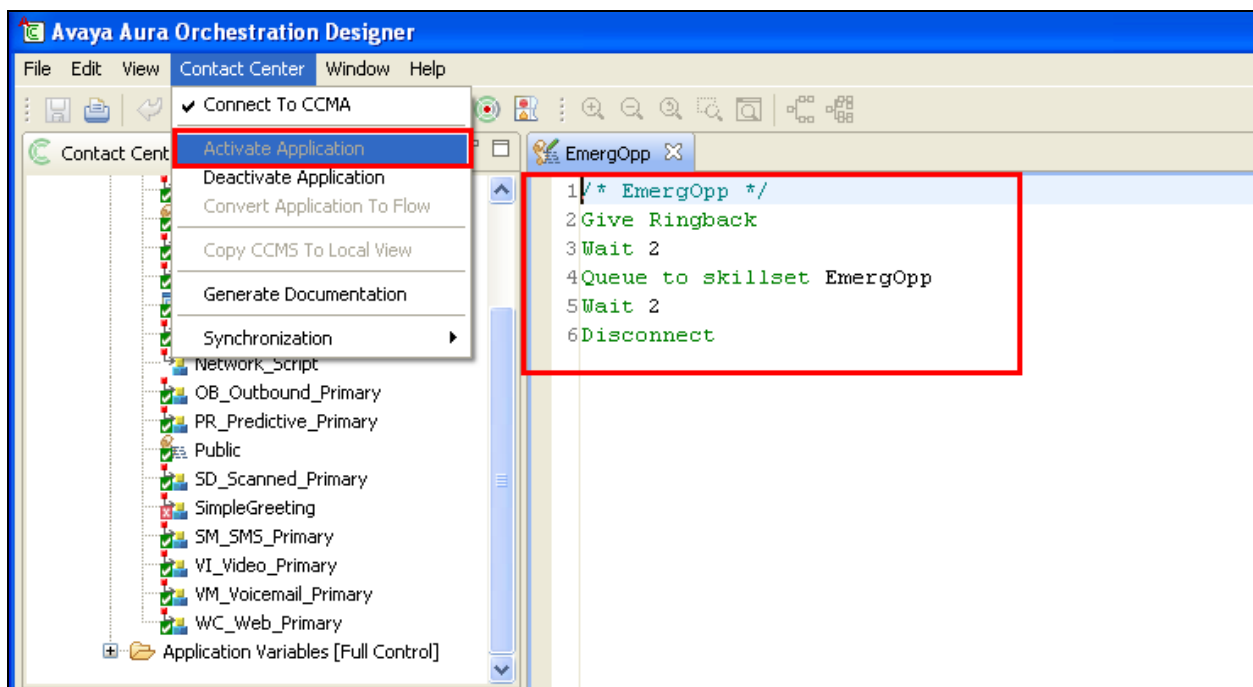 Avaya Aura Orchestration Designer
File Edit View Contact Center Window Help
Connect To CCMA
Activate Application
Deactivate Application
Convert Application To Flow
Copy CCMS To Local View
Generate Documentation
Synchronization
Contact Cent
Network_Script
OB_Outbound_Primary
PR_Predictive_Primary
Public
SD_Scanned_Primary
SimpleGreeting
SM_SMS_Primary
VI_Video_Primary
VM_Voicemail_Primary
WC_Web_Primary
Application Variables [Full Control]
EmergOpp
1/* EmergOpp */
2Give Ringback
3Wait 2
4Queue to skillset EmergOpp
5Wait 2
6Disconnect